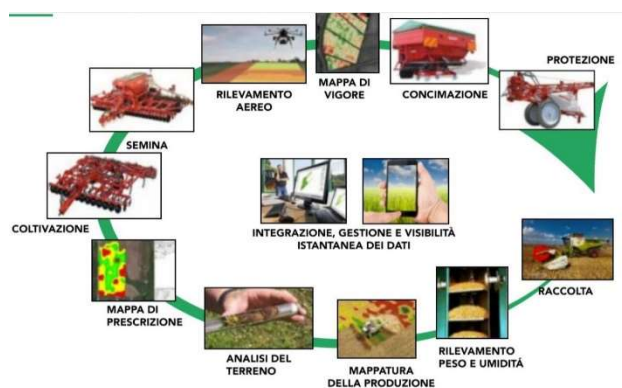 PROTEZIONE
MAPPA DI
VIGORE
CONCIMAZIONE
RILEVAMENTO
AEREO
SEMINA
COLTIVAZIONE
INTEGRAZIONE, GESTIONE E VISIBILITÀ
ISTANTANEA DEI DATI
RACCOLTA
MAPPA DI
PRESCRIZIONE
ANALISI DEL
TERRENO
MAPPATURA
DELLA PRODUZIONE
RILEVAMENTO
PESO E UMIDITÁ